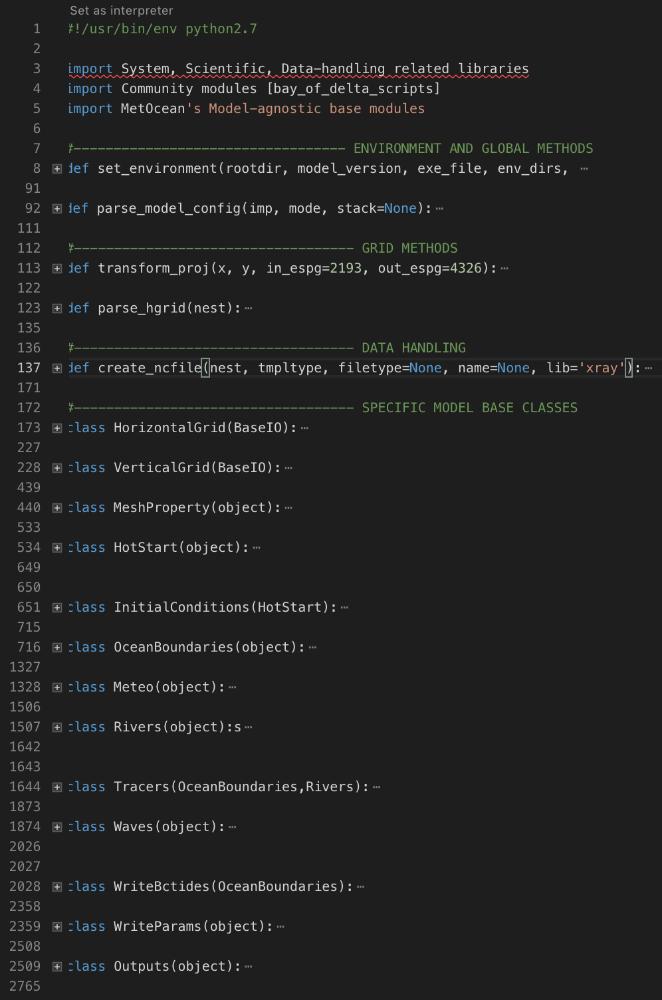 Set as interpreter
1 #!/usr/bin/env python2.7
2
3 import System, Scientific, Data-handling related libraries
4 import Community modules [bay_of_delta_scripts]
5 import MetOcean's Model-agnostic base modules
6
7 #---------------------------------- ENVIRONMENT AND GLOBAL METHODS
8 def set_environment(rootdir, model_version, exe_file, env_dirs, ⋯
91
92 def parse_model_config(imp, mode, stack=None):⋯
111
112 #----------------------------------- GRID METHODS
113 def transform_proj(x, y, in_espg=2193, out_espg=4326):⋯
122
123 def parse_hgrid(nest):⋯
135
136 #----------------------------------- DATA HANDLING
137 def create_ncfile(nest, tmpltype, filetype=None, name=None, lib='xray'):⋯
171
172 #----------------------------------- SPECIFIC MODEL BASE CLASSES
173 class HorizontalGrid(BaseIO):⋯
227
228 class VerticalGrid(BaseIO):⋯
439
440 class MeshProperty(object):⋯
533
534 class HotStart(object):⋯
649
650
651 class InitialConditions(HotStart):⋯
715
716 class OceanBoundaries(object):⋯
1327
1328 class Meteo(object):⋯
1506
1507 class Rivers(object):s⋯
1642
1643
1644 class Tracers(OceanBoundaries,Rivers):⋯
1873
1874 class Waves(object):⋯
2026
2027
2028 class WriteBctides(OceanBoundaries):⋯
2358
2359 class WriteParams(object):⋯
2508
2509 class Outputs(object):⋯
2765